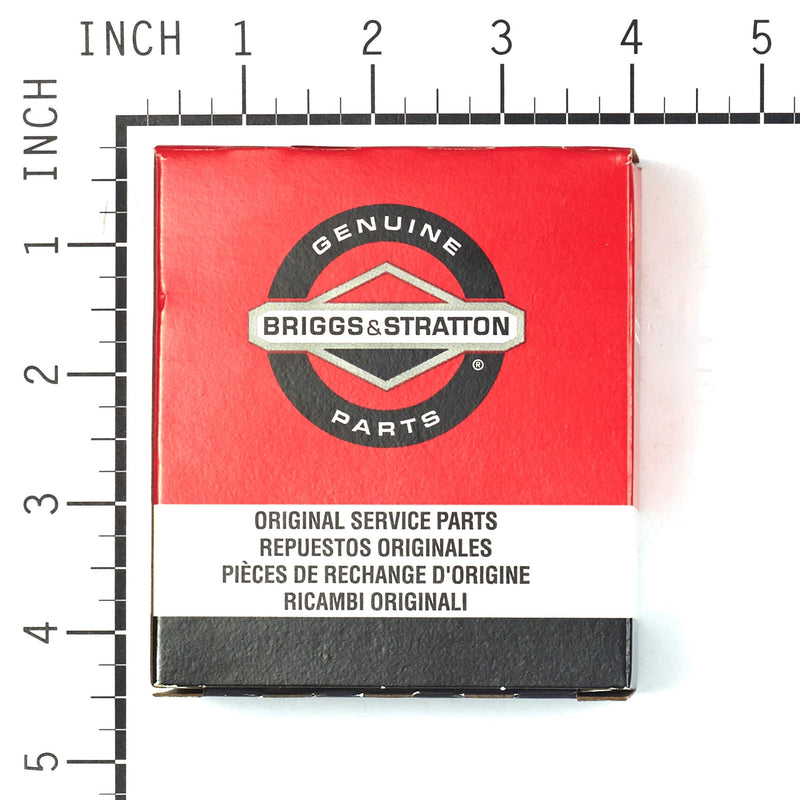 INCH 1 2 3 4 5
INCH 1 2 3 4 5
GENUINE
BRIGGS&STRATTON
®
PARTS
ORIGINAL SERVICE PARTS
REPUESTOS ORIGINALES
PIÈCES DE RECHANGE D'ORIGINE
RICAMBI ORIGINALI